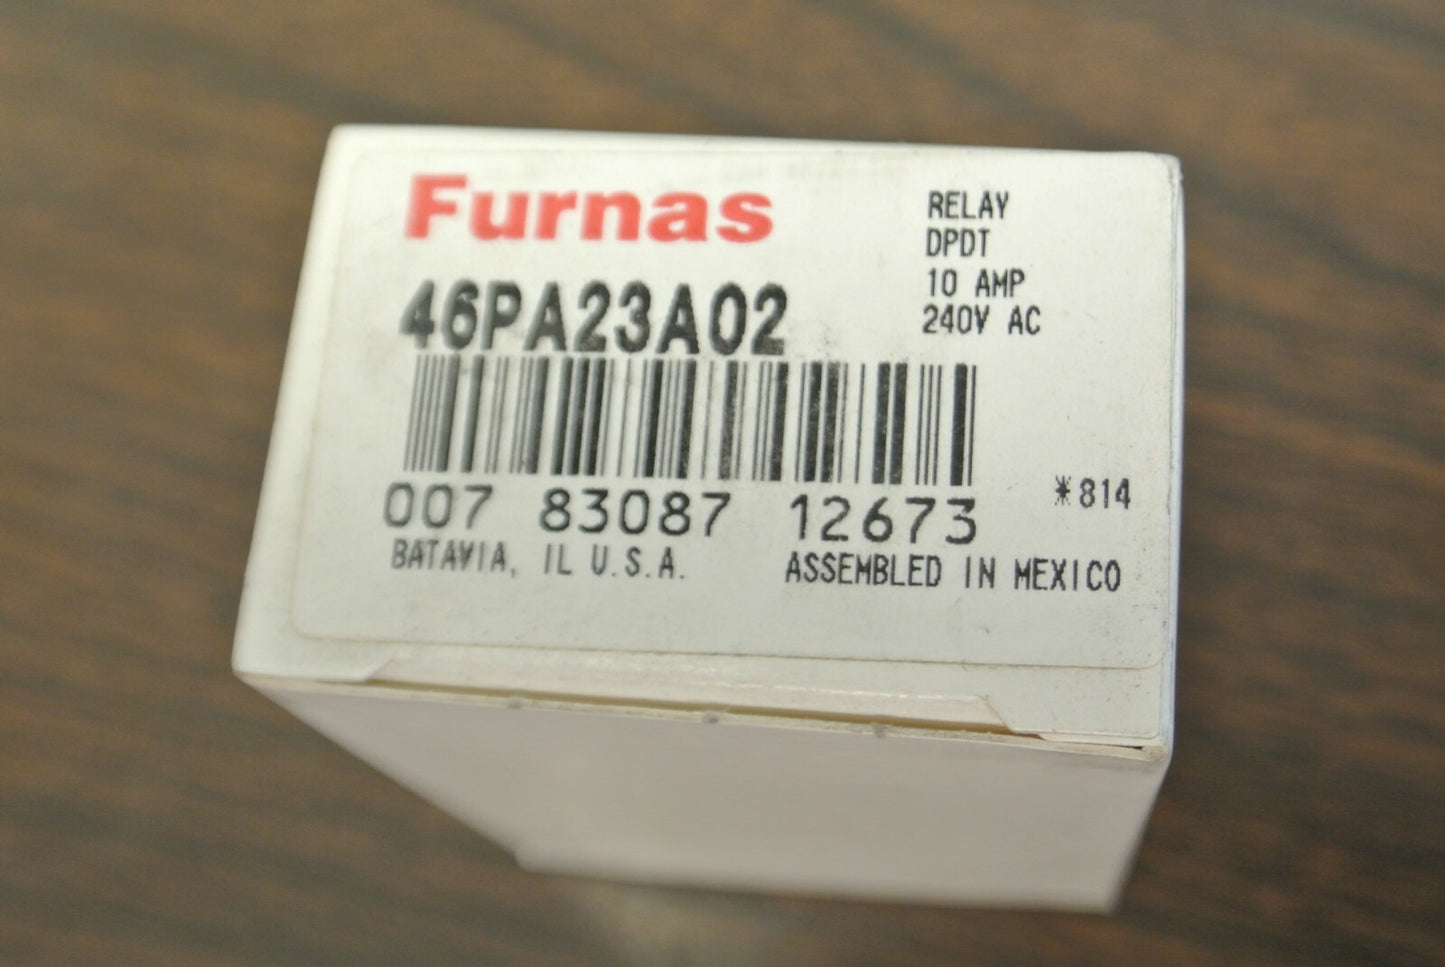 Furnas
46PA23A02
RELAY
DPDT
10 AMP
240V AC
007 83087 12673
*814
BATAVIA, IL U.S.A.
ASSEMBLED IN MEXICO